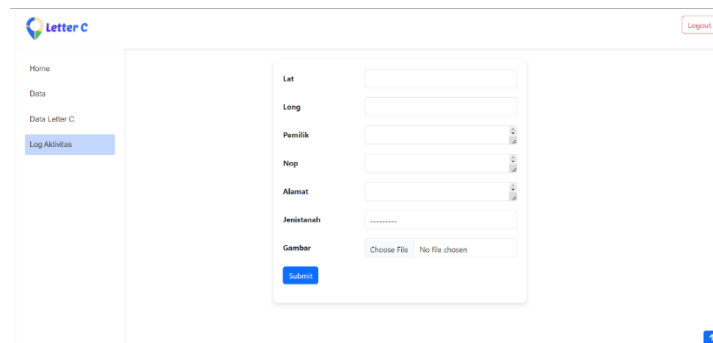 Letter C
Logout
Home
Data
Data Letter C
Log Aktivitas
Lat
Long
Pemilik
Nop
Alamat
Jenistanah
---------
Gambar
Choose File No file chosen
Submit